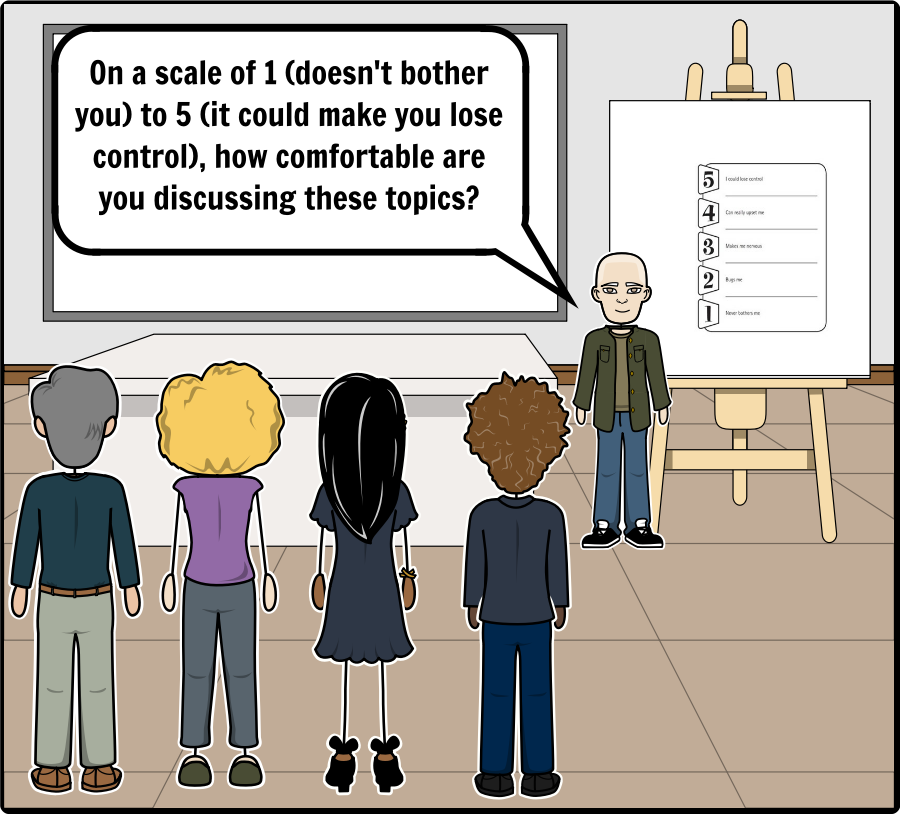 On a scale of 1 (doesn't bother
you) to 5 (it could make you lose
control), how comfortable are
you discussing these topics?
5 I could lose control
4 Can really upset me
3 Makes me nervous
2 Bugs me
1 Never bothers me